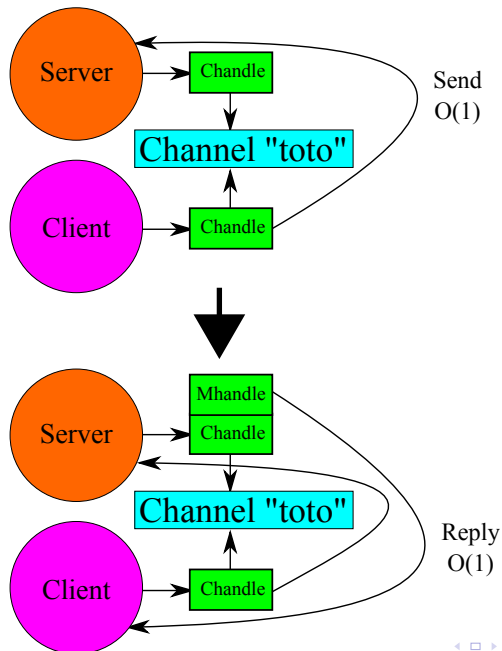 Server
Chandle
Send
O(1)
Channel "toto"
Client
Chandle
Mhandle
Server
Chandle
Channel "toto"
Reply
O(1)
Client
Chandle